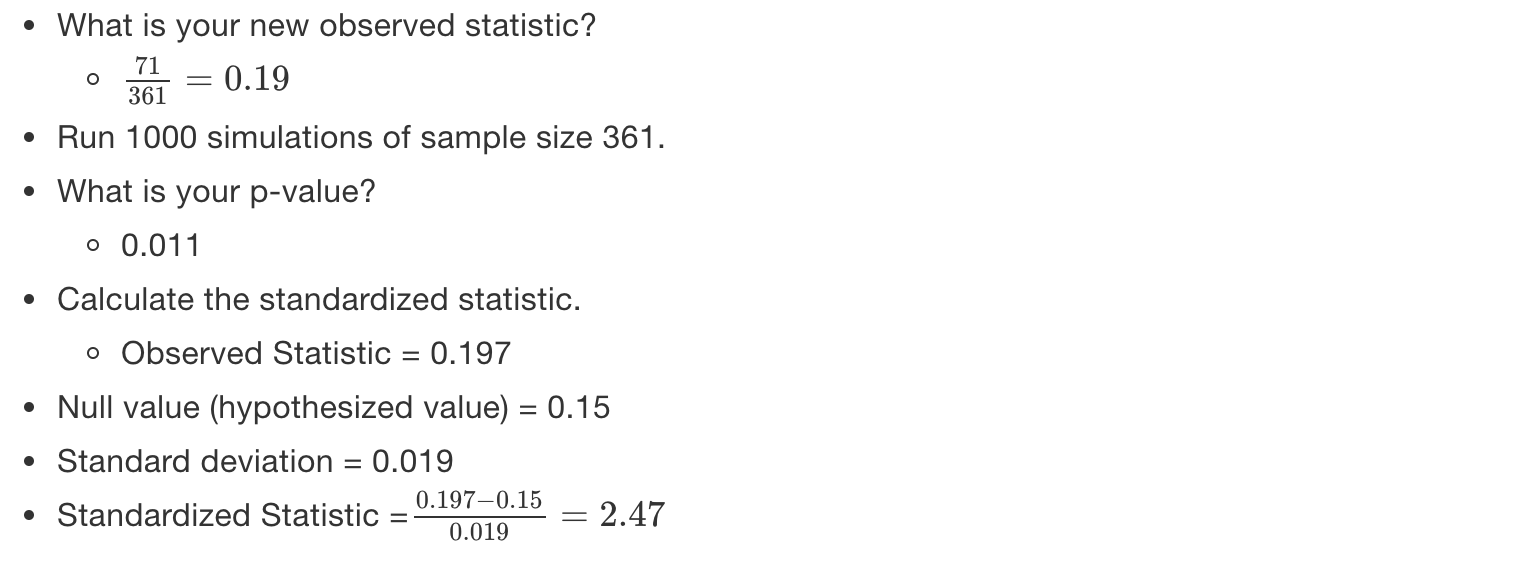 • What is your new observed statistic?
◦ 71/361 = 0.19
• Run 1000 simulations of sample size 361.
• What is your p-value?
◦ 0.011
• Calculate the standardized statistic.
◦ Observed Statistic = 0.197
• Null value (hypothesized value) = 0.15
• Standard deviation = 0.019
• Standardized Statistic = (0.197−0.15)/0.019 = 2.47